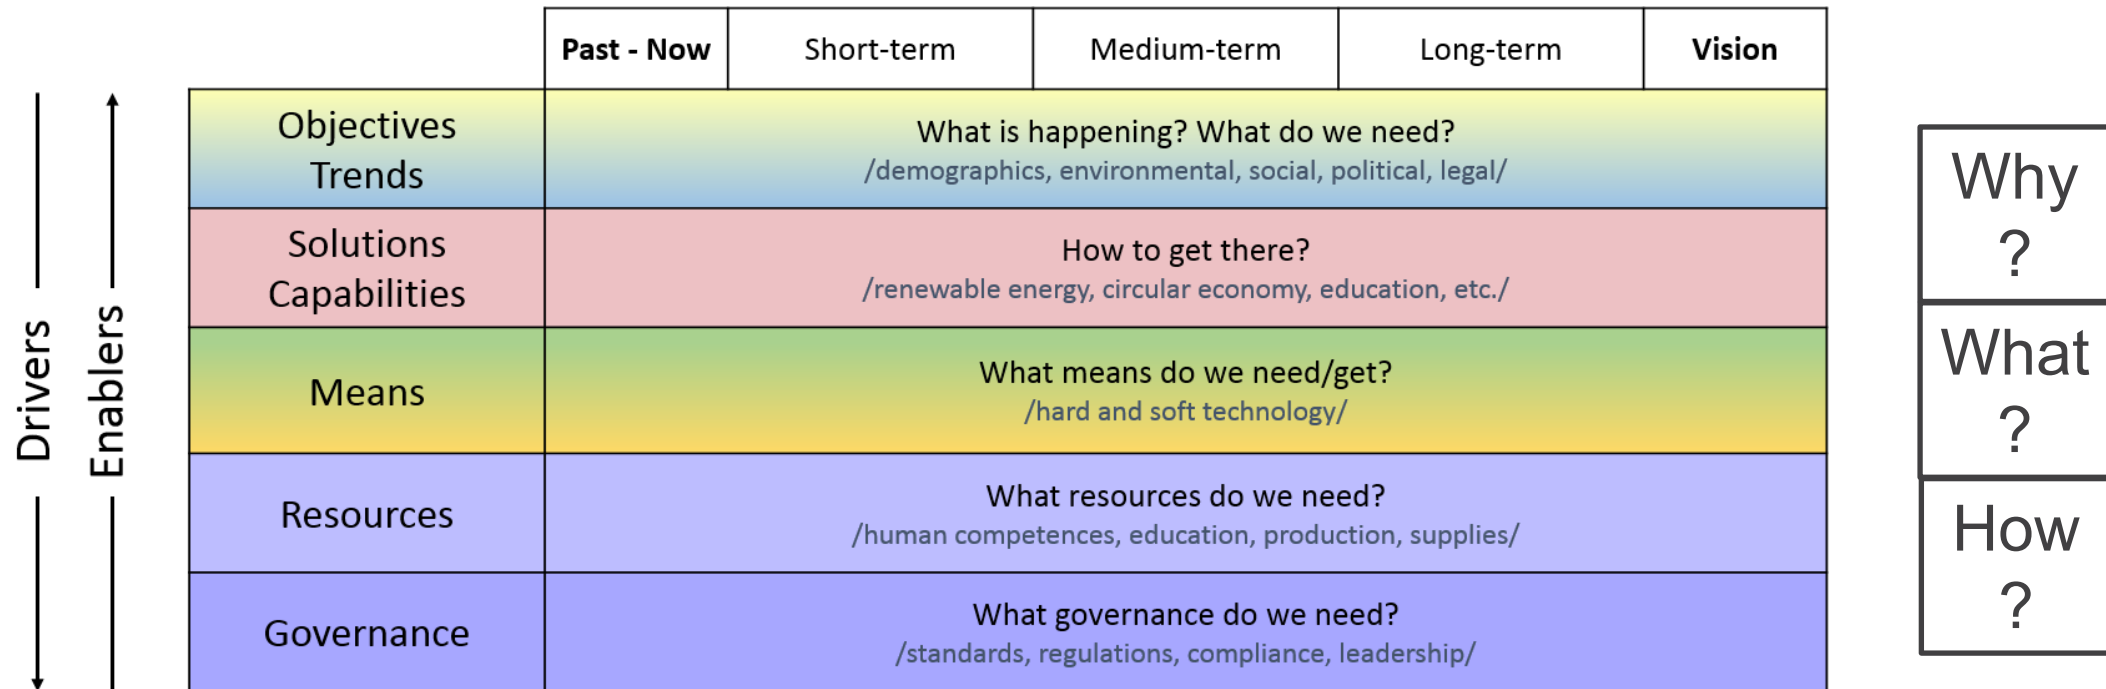 Past - Now
Short-term
Medium-term
Long-term
Vision
Drivers
Enablers
Objectives
Trends
What is happening? What do we need?
/demographics, environmental, social, political, legal/
Solutions
Capabilities
How to get there?
/renewable energy, circular economy, education, etc./
Means
What means do we need/get?
/hard and soft technology/
Resources
What resources do we need?
/human competences, education, production, supplies/
Governance
What governance do we need?
/standards, regulations, compliance, leadership/
Why
?
What
?
How
?